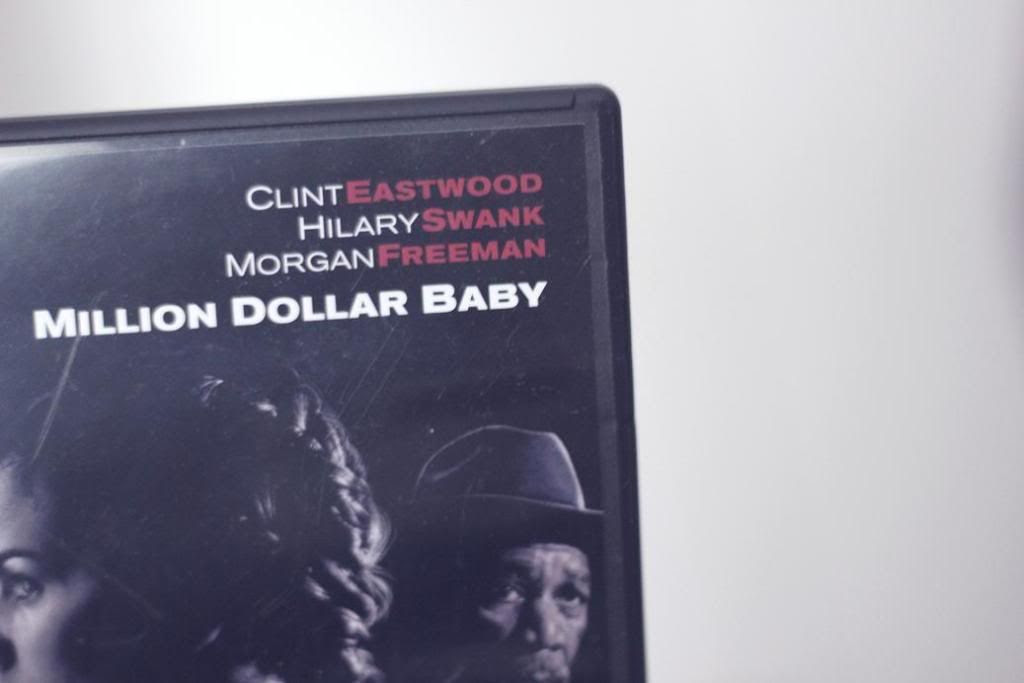 CLINT EASTWOOD
HILARY SWANK
MORGAN FREEMAN
MILLION DOLLAR BABY